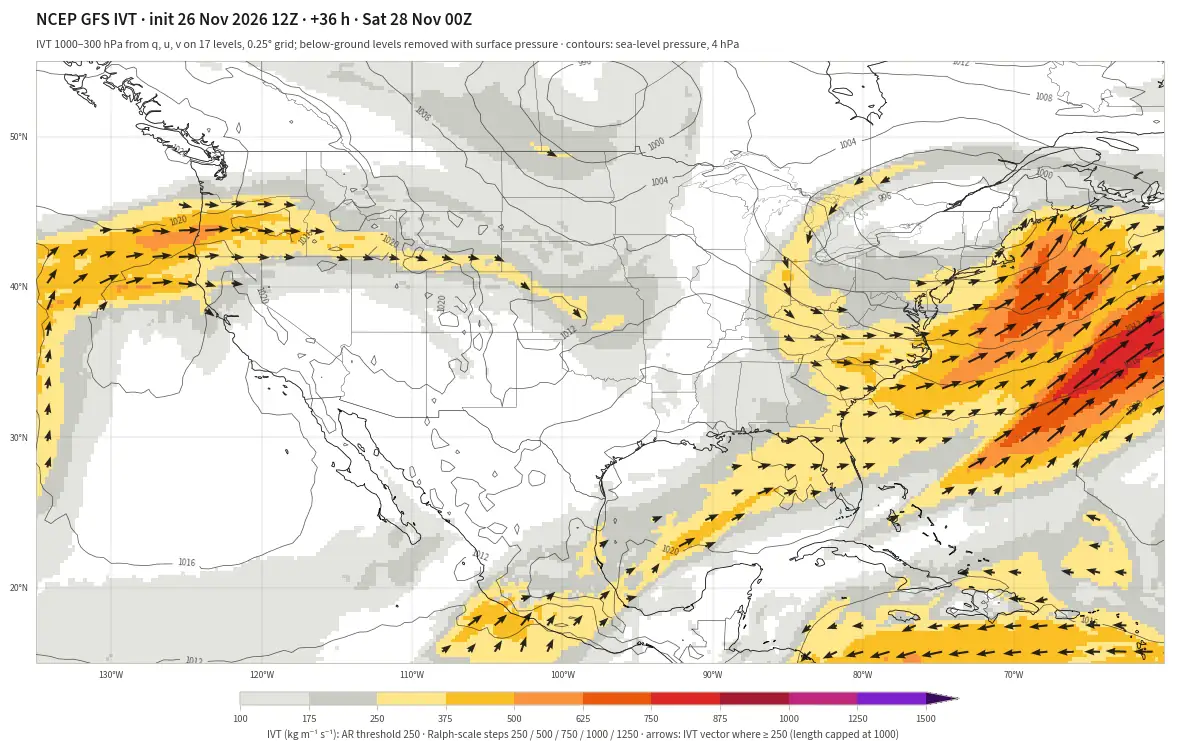 NCEP GFS IVT · init 26 Nov 2026 12Z · +36 h · Sat 28 Nov 00Z
IVT 1000–300 hPa from q, u, v on 17 levels, 0.25° grid; below-ground levels removed with surface pressure · contours: sea-level pressure, 4 hPa
1012
1008
1008
1004
1000
50°N
1004
1000
996
1020
1020
40°N
1020
1020
1012
30°N
1020
1012
1016
20°N
1012
130°W 120°W 110°W 100°W 90°W 80°W 70°W
100 175 250 375 500 625 750 875 1000 1250 1500
IVT (kg m⁻¹ s⁻¹): AR threshold 250 · Ralph-scale steps 250 / 500 / 750 / 1000 / 1250 · arrows: IVT vector where ≥ 250 (length capped at 1000)